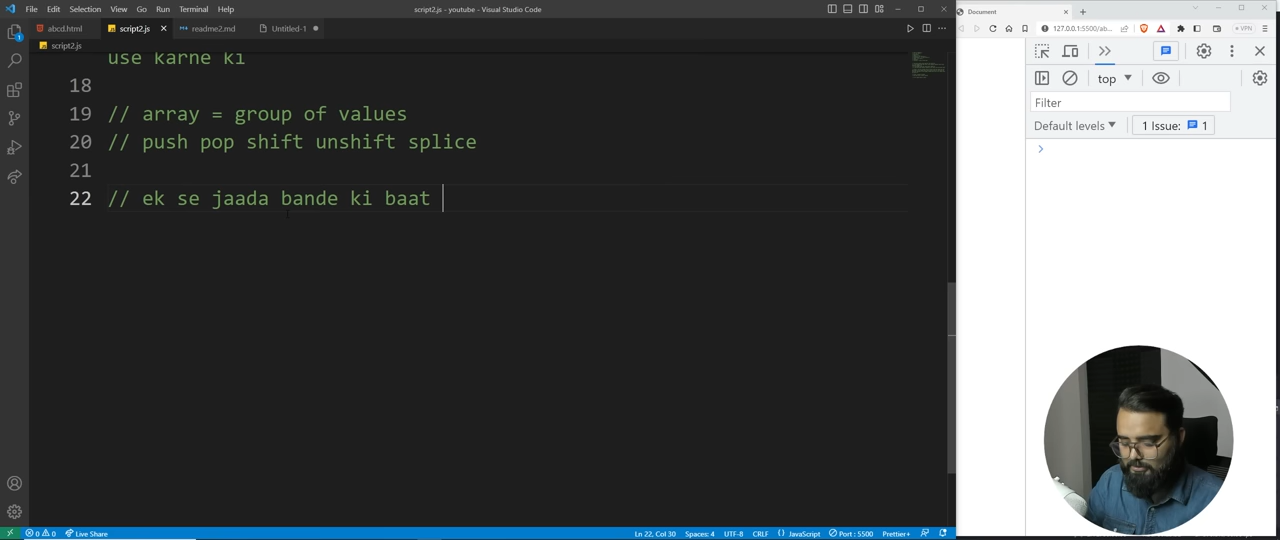 File Edit Selection View Go Run Terminal Help
script2.js - youtube - Visual Studio Code
abcd.html script2.js readme2.md Untitled-1
script2.js
use karne ki
18
19 // array = group of values
20 // push pop shift unshift splice
21
22 // ek se jaada bande ki baat
0 0 Live Share
Ln 22, Col 30 Spaces: 4 UTF-8 CRLF {} JavaScript Port : 5500 Prettier+
Document
127.0.0.1:5500/ab... VPN
top
Filter
Default levels 1 Issue: 1